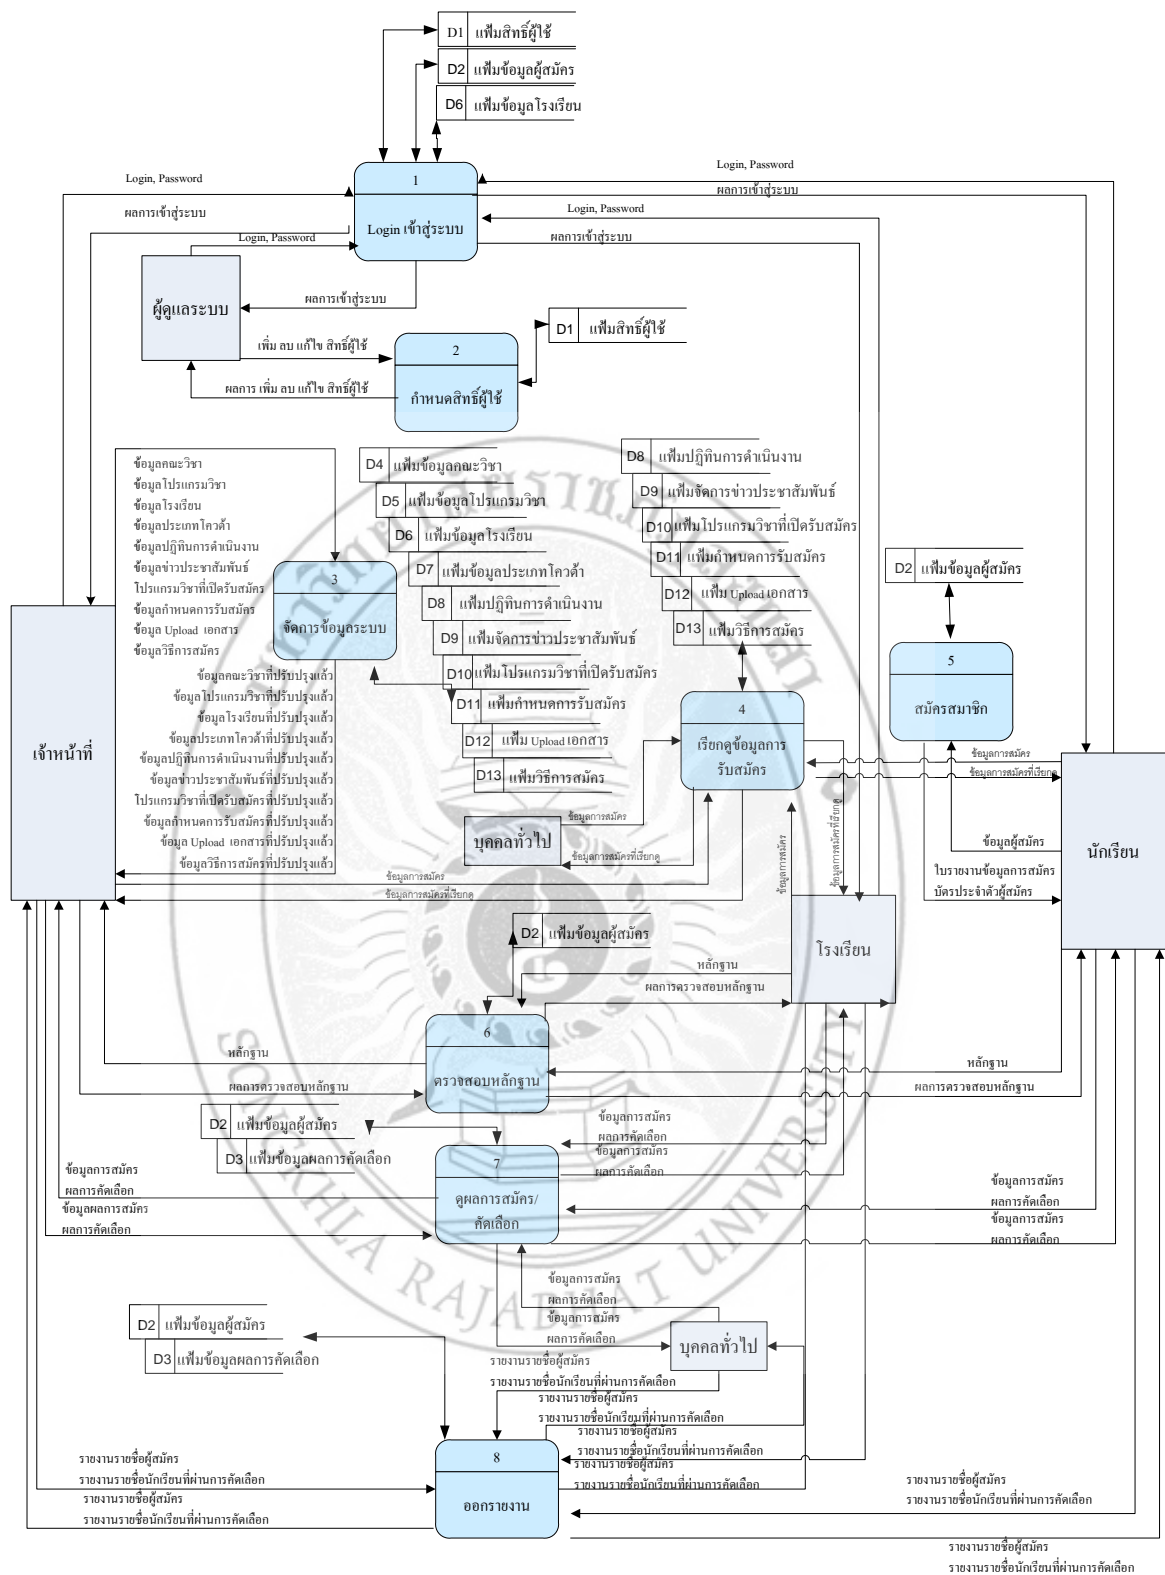 D1 แฟ้มสิทธิ์ผู้ใช้
D2 แฟ้มข้อมูลผู้สมัคร
D6 แฟ้มข้อมูลโรงเรียน
Login, Password
ผลการเข้าสู่ระบบ
Login, Password
1
Login เข้าสู่ระบบ
Login, Password
ผลการเข้าสู่ระบบ
Login, Password
ผลการเข้าสู่ระบบ
ผู้ดูแลระบบ
ผลการเข้าสู่ระบบ
เพิ่ม ลบ แก้ไข สิทธิ์ผู้ใช้
ผลการ เพิ่ม ลบ แก้ไข สิทธิ์ผู้ใช้
2
กำหนดสิทธิ์ผู้ใช้
D1 แฟ้มสิทธิ์ผู้ใช้
ข้อมูลคณะวิชา
ข้อมูลโปรแกรมวิชา
ข้อมูลโรงเรียน
ข้อมูลประเภทโควต้า
ข้อมูลปฏิทินการดำเนินงาน
ข้อมูลข่าวประชาสัมพันธ์
โปรแกรมวิชาที่เปิดรับสมัคร
ข้อมูลกำหนดการรับสมัคร
ข้อมูล Upload เอกสาร
ข้อมูลวิธีการสมัคร
3
จัดการข้อมูลระบบ
D4 แฟ้มข้อมูลคณะวิชา
D5 แฟ้มข้อมูลโปรแกรมวิชา
D6 แฟ้มข้อมูลโรงเรียน
D7 แฟ้มข้อมูลประเภทโควต้า
D8 แฟ้มปฏิทินการดำเนินงาน
D9 แฟ้มจัดการข่าวประชาสัมพันธ์
D10 แฟ้มโปรแกรมวิชาที่เปิดรับสมัคร
D11 แฟ้มกำหนดการรับสมัคร
D12 แฟ้ม Upload เอกสาร
D13 แฟ้มวิธีการสมัคร
D8 แฟ้มปฏิทินการดำเนินงาน
D9 แฟ้มจัดการข่าวประชาสัมพันธ์
D10 แฟ้มโปรแกรมวิชาที่เปิดรับสมัคร
D11 แฟ้มกำหนดการรับสมัคร
D12 แฟ้ม Upload เอกสาร
D13 แฟ้มวิธีการสมัคร
D2 แฟ้มข้อมูลผู้สมัคร
ข้อมูลคณะวิชาที่ปรับปรุงแล้ว
ข้อมูลโปรแกรมวิชาที่ปรับปรุงแล้ว
ข้อมูลโรงเรียนที่ปรับปรุงแล้ว
ข้อมูลประเภทโควต้าที่ปรับปรุงแล้ว
ข้อมูลปฏิทินการดำเนินงานที่ปรับปรุงแล้ว
ข้อมูลข่าวประชาสัมพันธ์ที่ปรับปรุงแล้ว
โปรแกรมวิชาที่เปิดรับสมัครที่ปรับปรุงแล้ว
ข้อมูลกำหนดการรับสมัครที่ปรับปรุงแล้ว
ข้อมูล Upload เอกสารที่ปรับปรุงแล้ว
ข้อมูลวิธีการสมัครที่ปรับปรุงแล้ว
เจ้าหน้าที่
4
เรียกดูข้อมูลการ
รับสมัคร
5
สมัครสมาชิก
นักเรียน
ข้อมูลการสมัคร
ข้อมูลการสมัครที่เรียกดู
บุคคลทั่วไป
ข้อมูลการสมัคร
ข้อมูลการสมัครที่เรียกดู
ข้อมูลการสมัคร
ข้อมูลการสมัครที่เรียกดู
ข้อมูลการสมัคร
ข้อมูลการสมัครที่เรียกดู
ข้อมูลผู้สมัคร
ใบรายงานข้อมูลการสมัคร
บัตรประจำตัวผู้สมัคร
โรงเรียน
D2 แฟ้มข้อมูลผู้สมัคร
หลักฐาน
ผลการตรวจสอบหลักฐาน
6
ตรวจสอบหลักฐาน
หลักฐาน
ผลการตรวจสอบหลักฐาน
หลักฐาน
ผลการตรวจสอบหลักฐาน
D2 แฟ้มข้อมูลผู้สมัคร
D3 แฟ้มข้อมูลผลการคัดเลือก
7
ดูผลการสมัคร/
คัดเลือก
ข้อมูลการสมัคร
ผลการคัดเลือก
ข้อมูลการสมัคร
ผลการคัดเลือก
ข้อมูลการสมัคร
ผลการคัดเลือก
ข้อมูลผลการสมัคร
ผลการคัดเลือก
ข้อมูลการสมัคร
ผลการคัดเลือก
ข้อมูลการสมัคร
ผลการคัดเลือก
ข้อมูลการสมัคร
ผลการคัดเลือก
ข้อมูลการสมัคร
ผลการคัดเลือก
บุคคลทั่วไป
D2 แฟ้มข้อมูลผู้สมัคร
D3 แฟ้มข้อมูลผลการคัดเลือก
รายงานรายชื่อผู้สมัคร
รายงานรายชื่อนักเรียนที่ผ่านการคัดเลือก
รายงานรายชื่อผู้สมัคร
รายงานรายชื่อนักเรียนที่ผ่านการคัดเลือก
รายงานรายชื่อผู้สมัคร
รายงานรายชื่อนักเรียนที่ผ่านการคัดเลือก
รายงานรายชื่อผู้สมัคร
รายงานรายชื่อนักเรียนที่ผ่านการคัดเลือก
8
ออกรายงาน
รายงานรายชื่อผู้สมัคร
รายงานรายชื่อนักเรียนที่ผ่านการคัดเลือก
รายงานรายชื่อผู้สมัคร
รายงานรายชื่อนักเรียนที่ผ่านการคัดเลือก
รายงานรายชื่อผู้สมัคร
รายงานรายชื่อนักเรียนที่ผ่านการคัดเลือก
รายงานรายชื่อผู้สมัคร
รายงานรายชื่อนักเรียนที่ผ่านการคัดเลือก
มหาวิทยาลัยราชภัฏสงขลา
SONGKHLA RAJABHAT UNIVERSITY